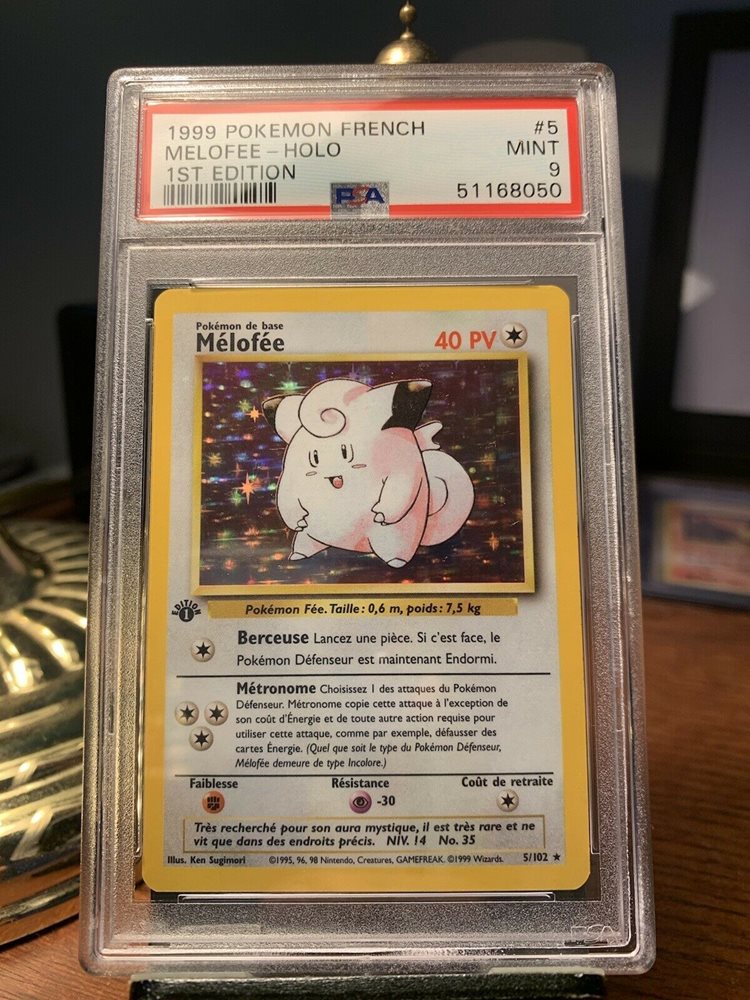 1999 POKEMON FRENCH #5
MELOFEE - HOLO MINT
1ST EDITION 9
PSA 51168050
Pokémon de base
Mélofée 40 PV
EDITION 1
Pokémon Fée. Taille : 0,6 m, poids : 7,5 kg
Berceuse Lancez une pièce. Si c'est face, le
Pokémon Défenseur est maintenant Endormi.
Métronome Choisissez 1 des attaques du Pokémon
Défenseur. Métronome copie cette attaque à l'exception de
son coût d'Énergie et de toute autre action requise pour
utiliser cette attaque, comme par exemple, défausser des
cartes Énergie. (Quel que soit le type du Pokémon Défenseur,
Mélofée demeure de type Incolore.)
Faiblesse Résistance Coût de retraite
-30
Très recherché pour son aura mystique, il est très rare et ne
vit que dans des endroits précis. NIV. 14 No. 35
Illus. Ken Sugimori ©1995, 96, 98 Nintendo, Creatures, GAMEFREAK. ©1999 Wizards. 5/102 ★